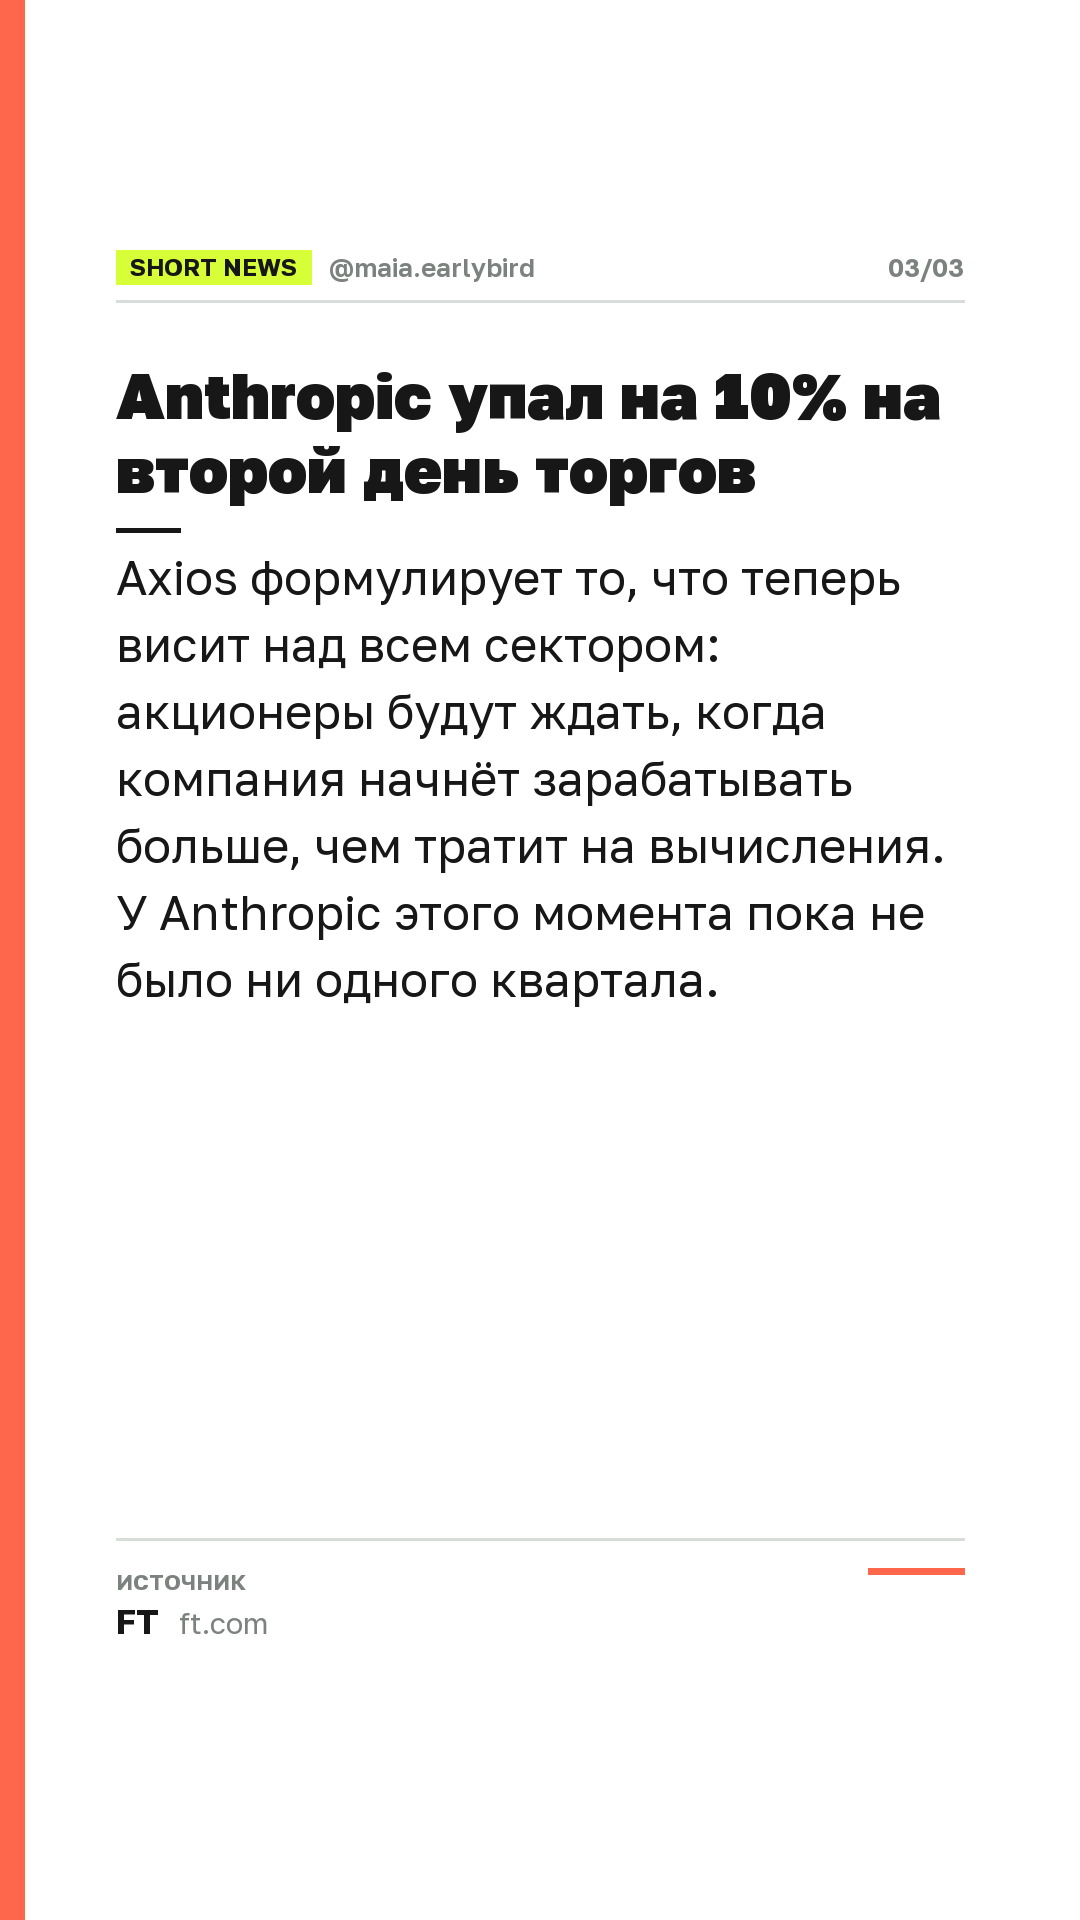 SHORT NEWS @maia.earlybird 03/03
Anthropic упал на 10% на
второй день торгов
Axios формулирует то, что теперь
висит над всем сектором:
акционеры будут ждать, когда
компания начнёт зарабатывать
больше, чем тратит на вычисления.
У Anthropic этого момента пока не
было ни одного квартала.
источник
FT ft.com